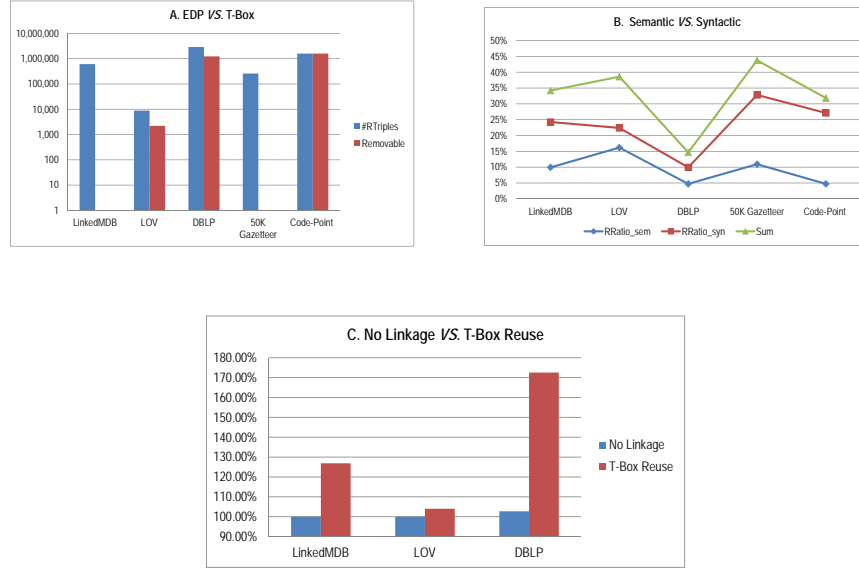 A. EDP VS. T-Box
10,000,000
1,000,000
100,000
10,000
1,000
100
10
1
LinkedMDB
LOV
DBLP
50K
Gazetteer
Code-Point
#RTriples
Removable
B. Semantic VS. Syntactic
50%
45%
40%
35%
30%
25%
20%
15%
10%
5%
0%
LinkedMDB
LOV
DBLP
50K Gazetteer
Code-Point
RRatio_sem
RRatio_syn
Sum
C. No Linkage VS. T-Box Reuse
180.00%
170.00%
160.00%
150.00%
140.00%
130.00%
120.00%
110.00%
100.00%
90.00%
LinkedMDB
LOV
DBLP
No Linkage
T-Box Reuse